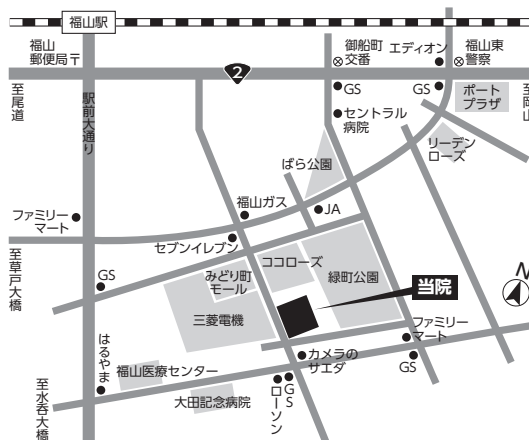 福山駅
福山
郵便局〒
2
御船町
交番
エディオン
福山東
警察
至尾道
駅前大通り
GS
GS
ポート
プラザ
至岡山
セントラル
病院
リーデン
ローズ
ばら公園
ファミリー
マート
福山ガス
JA
セブンイレブン
至草戸大橋
GS
みどり町
モール
ココローズ
緑町公園
当院
N
三菱電機
はるやま
ファミリー
マート
カメラの
サエダ
GS
福山医療センター
至水呑大橋
大田記念病院
ローソン
GS